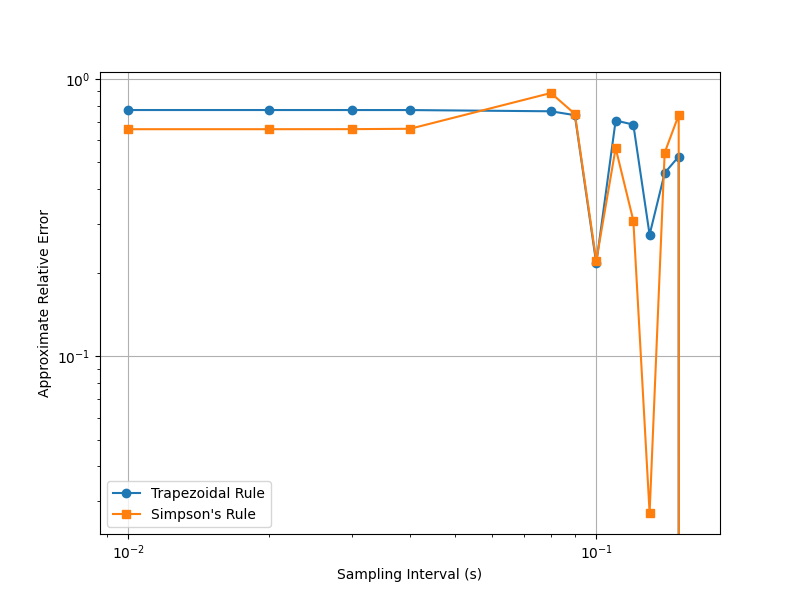 10⁰
10⁻¹
Approximate Relative Error
Trapezoidal Rule
Simpson's Rule
10⁻²
10⁻¹
Sampling Interval (s)